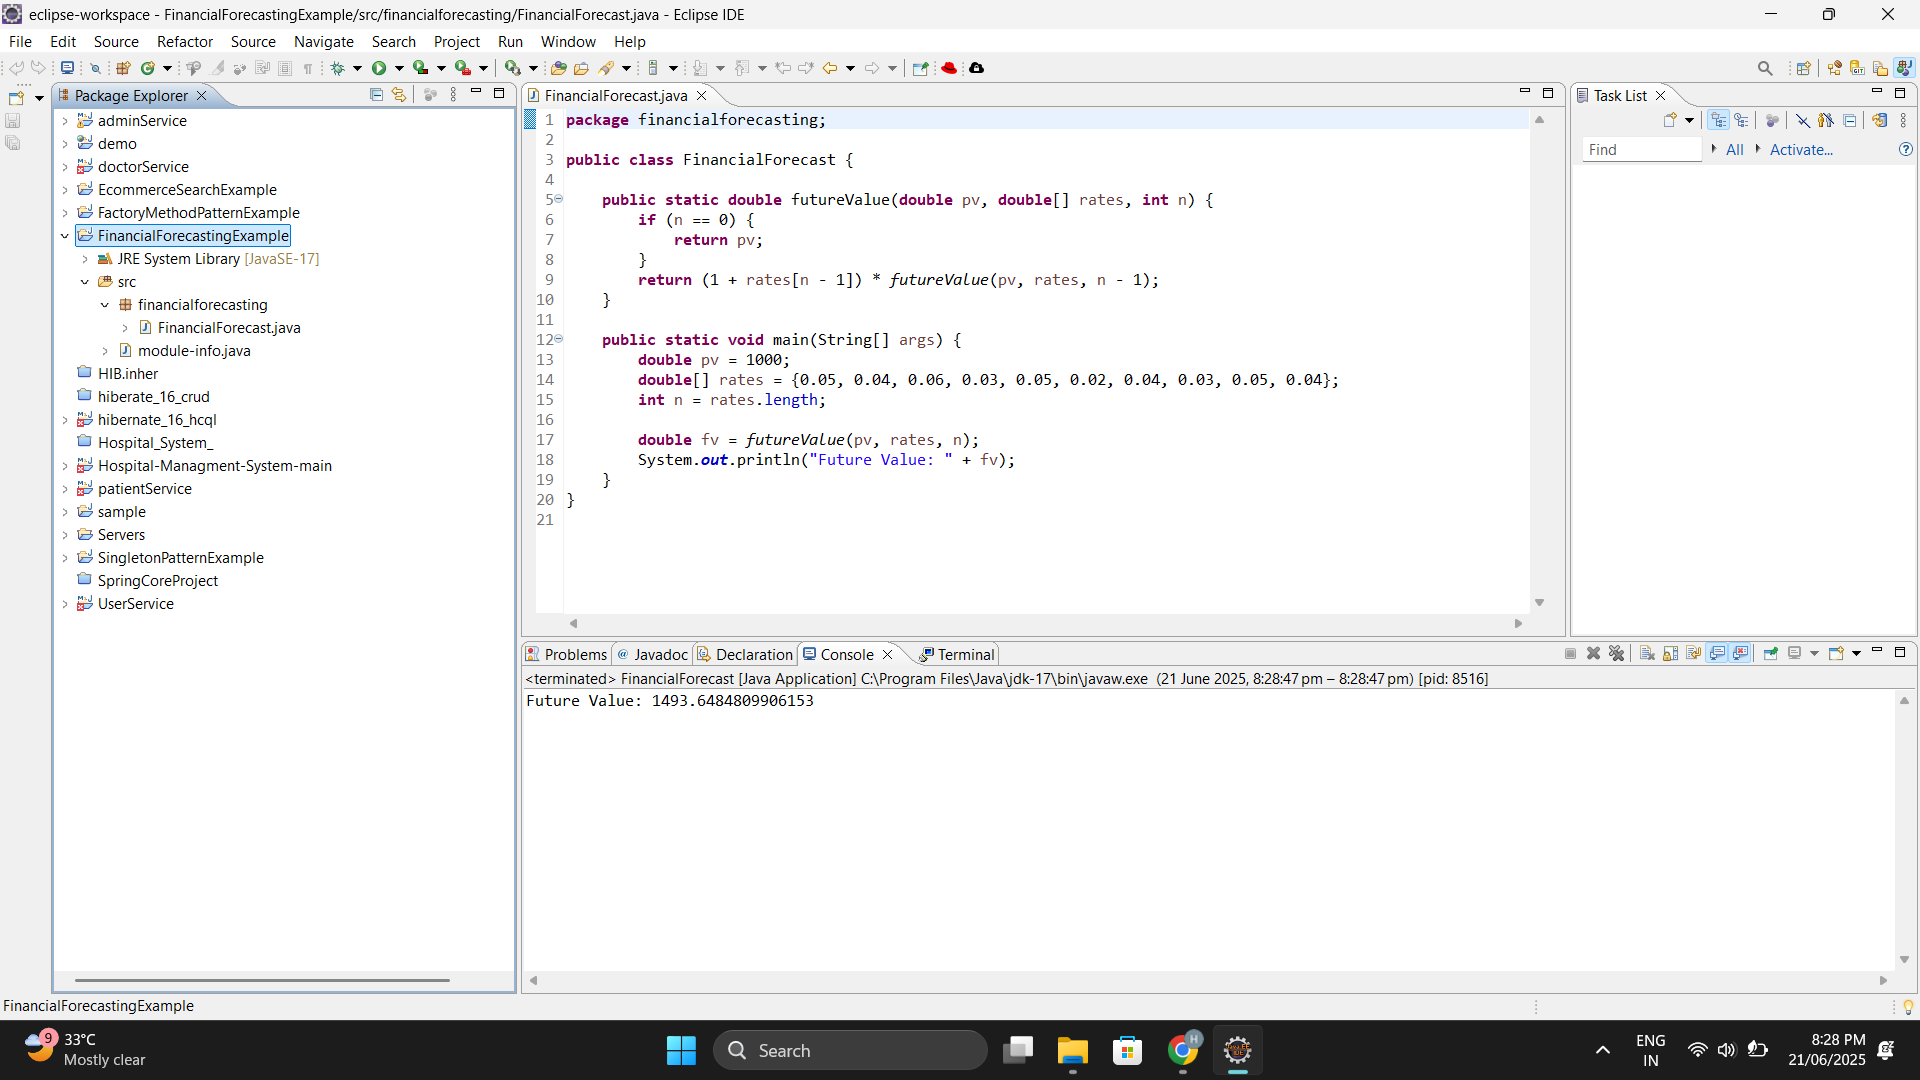 eclipse-workspace - FinancialForecastingExample/src/financialforecasting/FinancialForecast.java - Eclipse IDE
File Edit Source Refactor Source Navigate Search Project Run Window Help
Package Explorer
adminService
demo
doctorService
EcommerceSearchExample
FactoryMethodPatternExample
FinancialForecastingExample
JRE System Library [JavaSE-17]
src
financialforecasting
FinancialForecast.java
module-info.java
HIB.inher
hiberate_16_crud
hibernate_16_hcql
Hospital_System_
Hospital-Managment-System-main
patientService
sample
Servers
SingletonPatternExample
SpringCoreProject
UserService
FinancialForecast.java
1 package financialforecasting;
2
3 public class FinancialForecast {
4
5 public static double futureValue(double pv, double[] rates, int n) {
6 if (n == 0) {
7 return pv;
8 }
9 return (1 + rates[n - 1]) * futureValue(pv, rates, n - 1);
10 }
11
12 public static void main(String[] args) {
13 double pv = 1000;
14 double[] rates = {0.05, 0.04, 0.06, 0.03, 0.05, 0.02, 0.04, 0.03, 0.05, 0.04};
15 int n = rates.length;
16
17 double fv = futureValue(pv, rates, n);
18 System.out.println("Future Value: " + fv);
19 }
20 }
21
Task List
Find All Activate...
Problems Javadoc Declaration Console Terminal
<terminated> FinancialForecast [Java Application] C:\Program Files\Java\jdk-17\bin\javaw.exe (21 June 2025, 8:28:47 pm – 8:28:47 pm) [pid: 8516]
Future Value: 1493.6484809906153
FinancialForecastingExample
9
33°C
Mostly clear
Search
H
ENG
IN
8:28 PM
21/06/2025